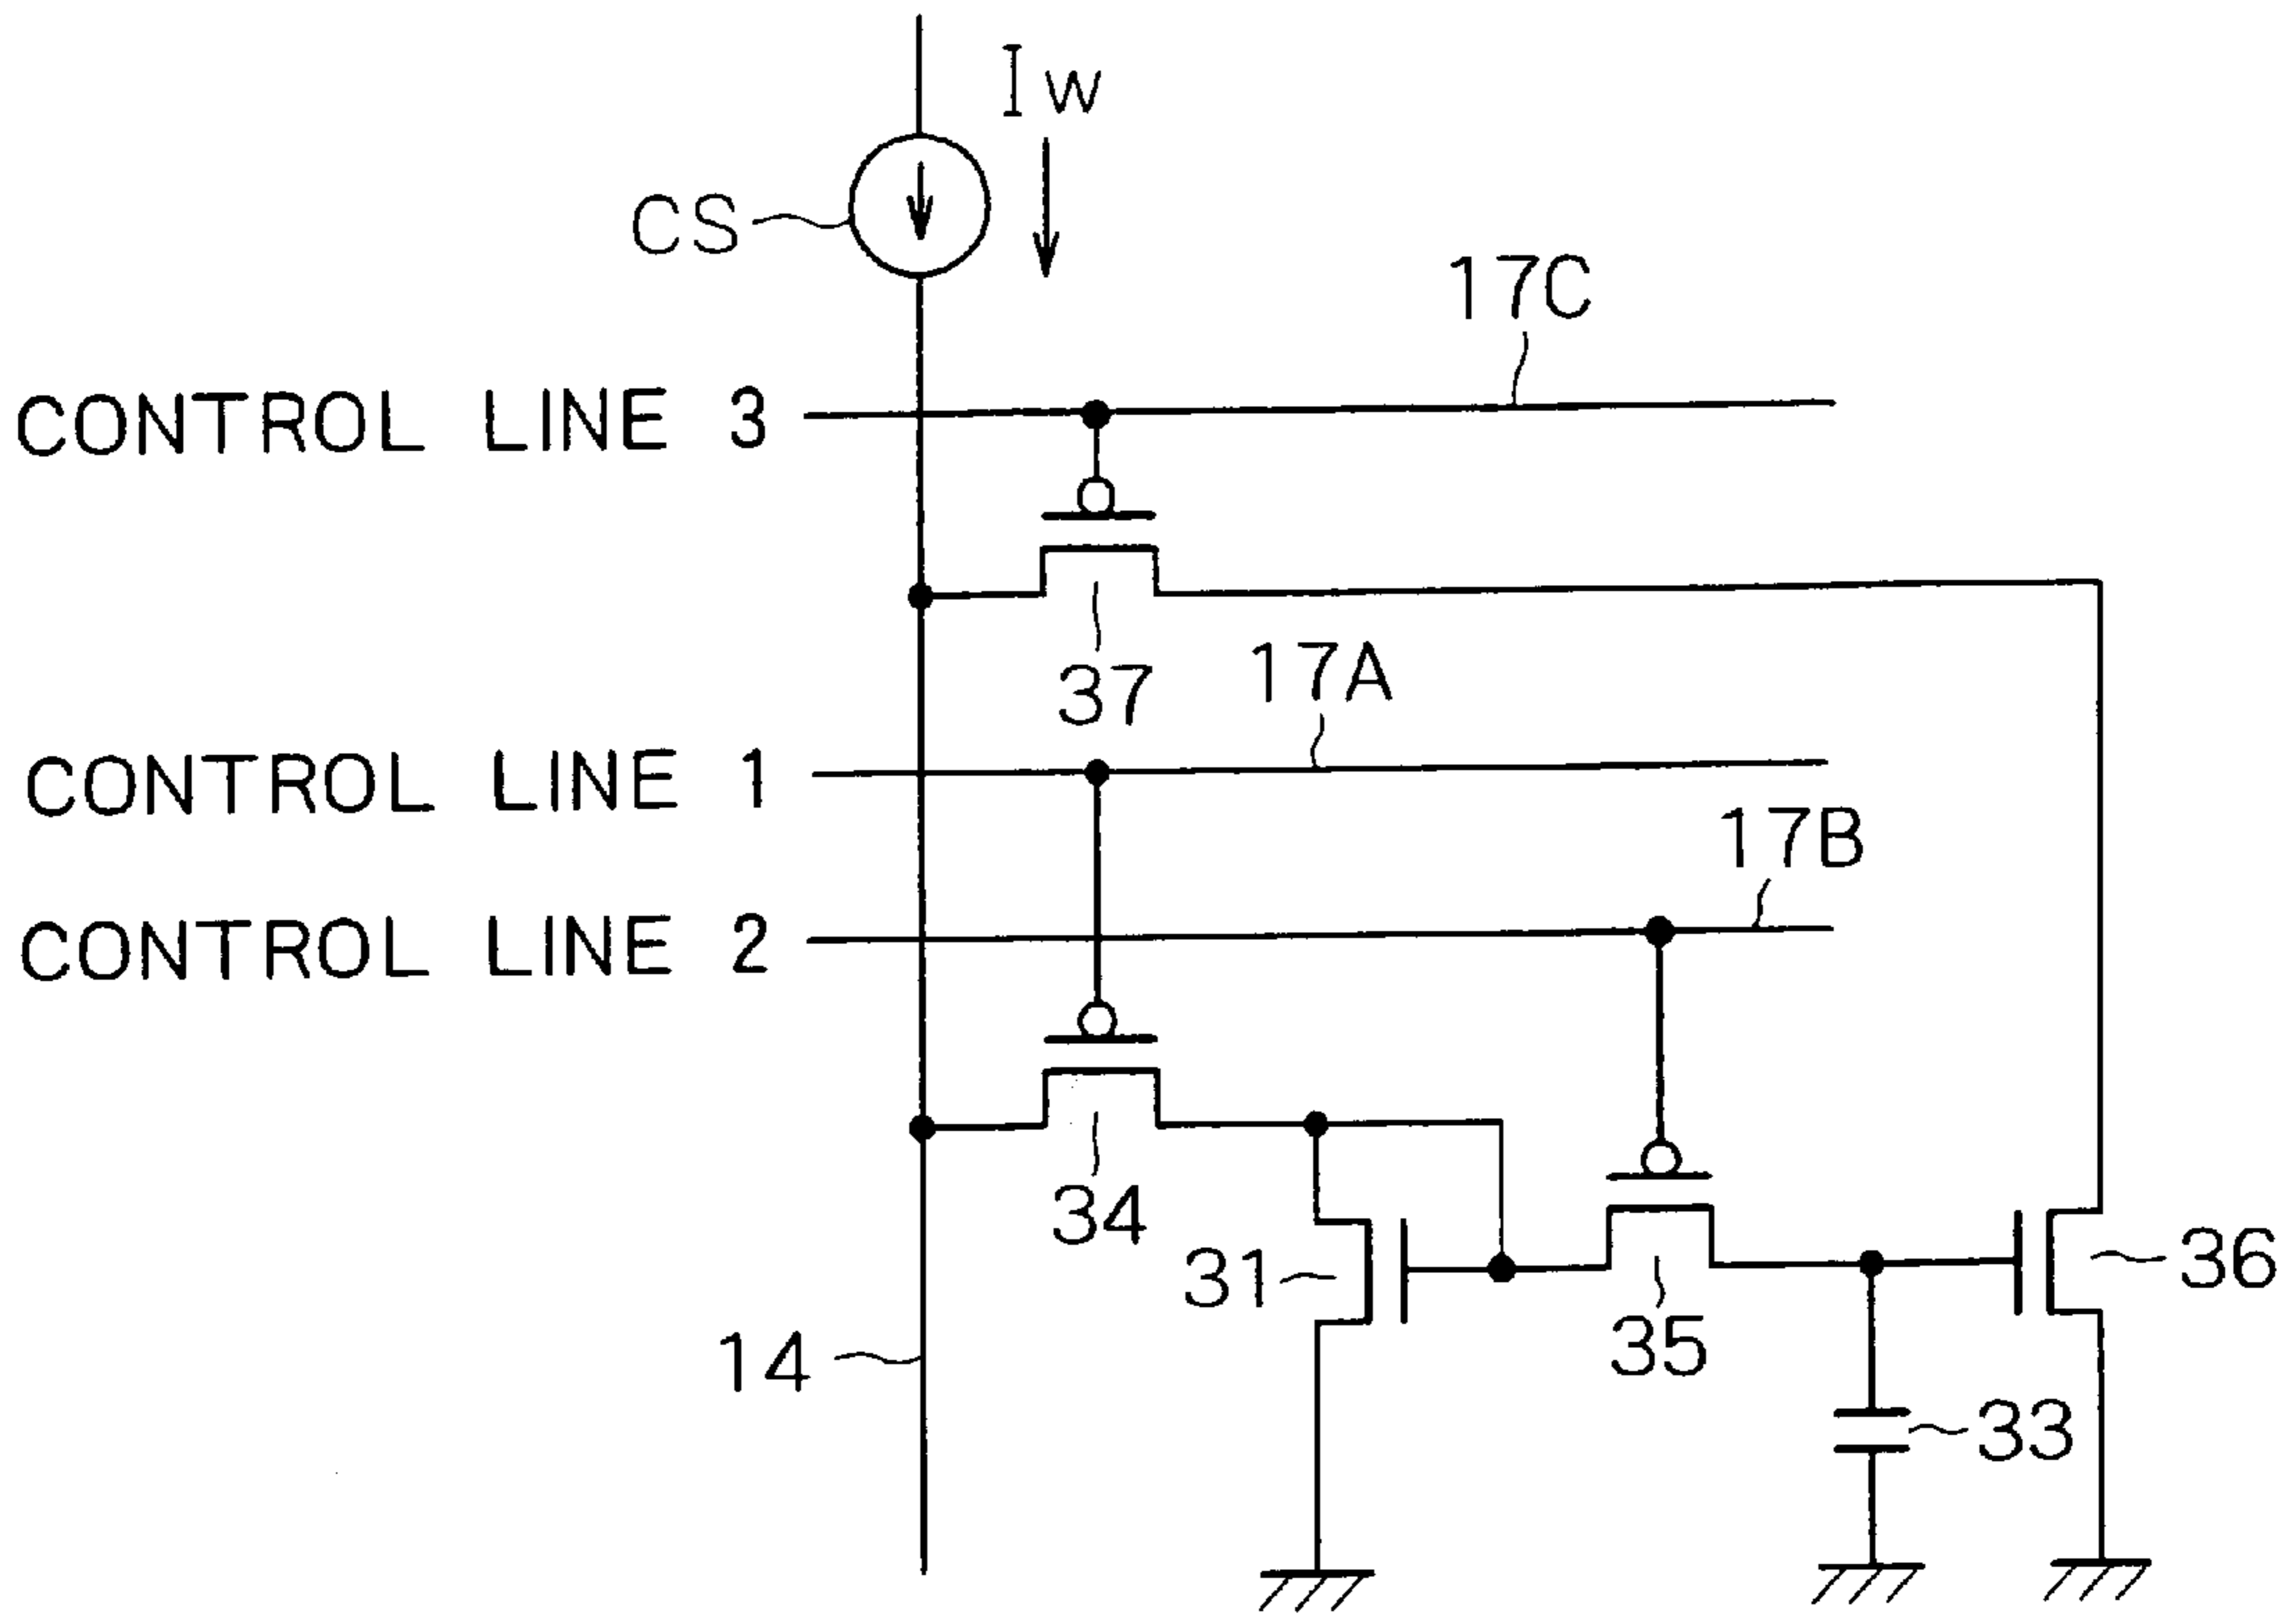 Iw
CS
17C
CONTROL LINE 3
37
17A
CONTROL LINE 1
17B
CONTROL LINE 2
34
31
36
35
14
33